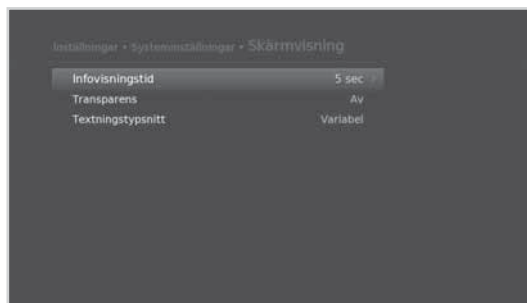 Inställningar • Systeminställningar • Skärmvisning
Infovisningstid 5 sec
Transparens Av
Textningstypsnitt Variabel